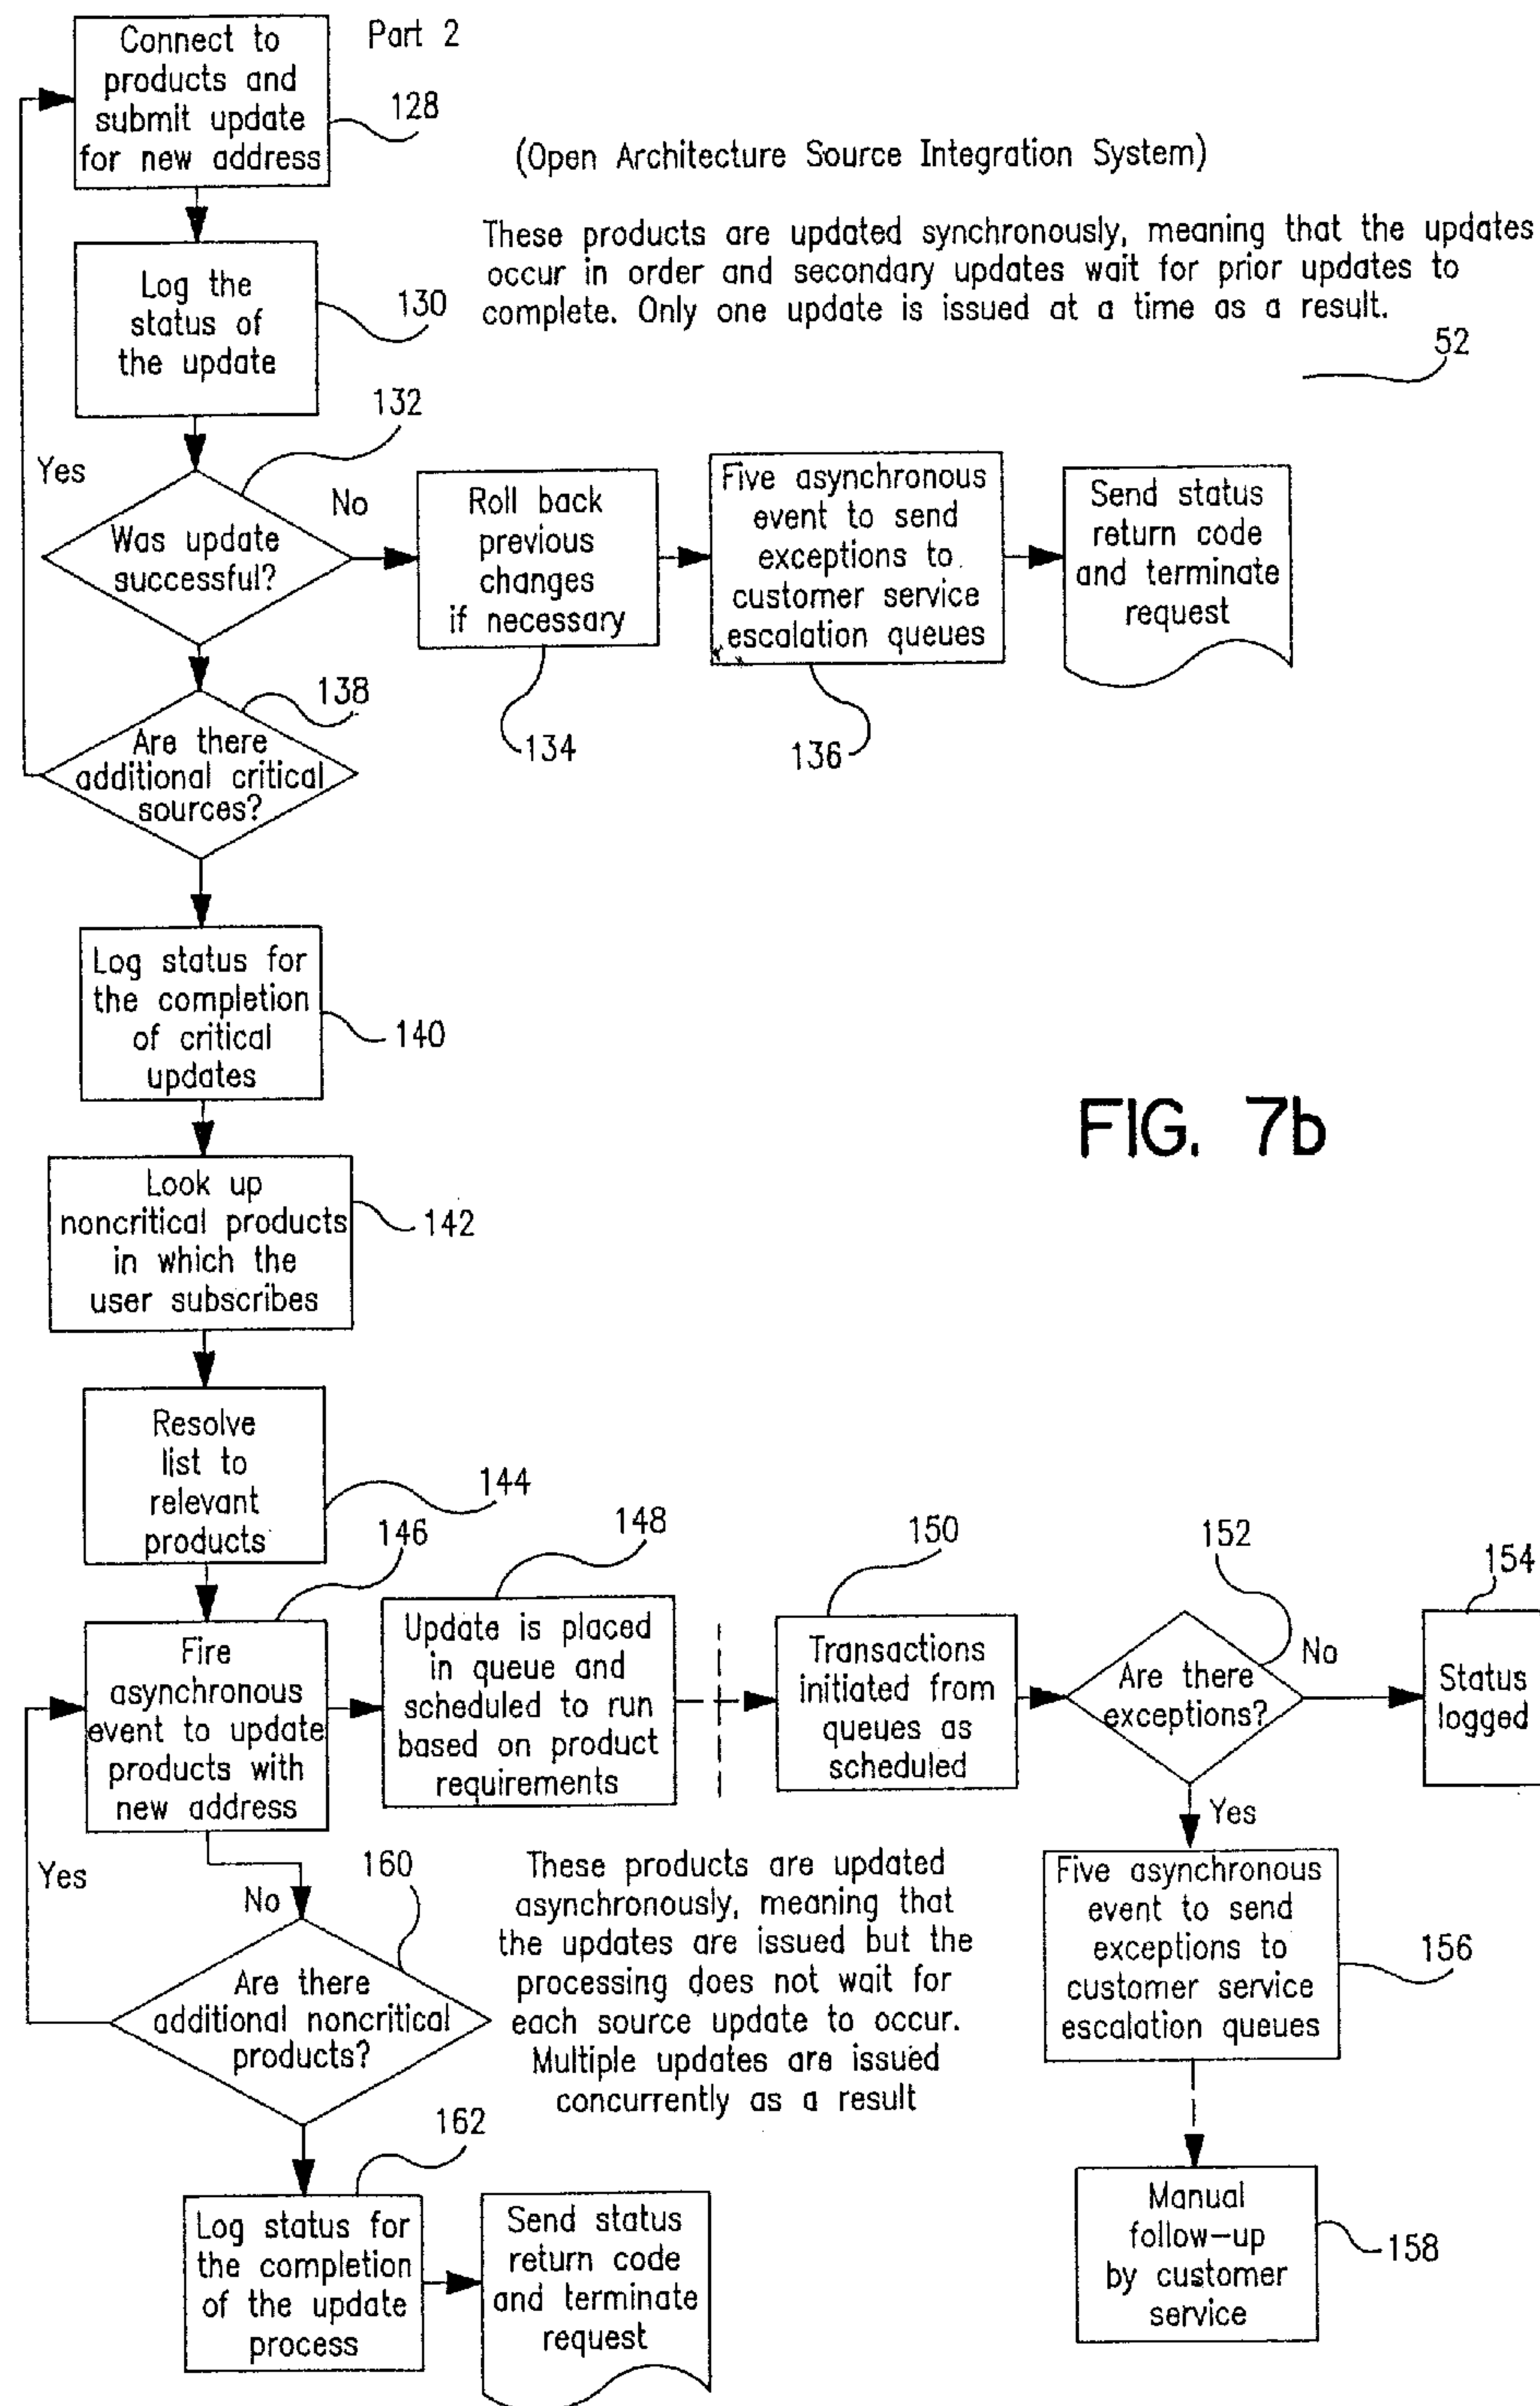 Connect to
products and
submit update
for new address
Part 2
128
(Open Architecture Source Integration System)
These products are updated synchronously, meaning that the updates
occur in order and secondary updates wait for prior updates to
complete. Only one update is issued at a time as a result.
52
Log the
status of
the update
130
132
Yes
Was update
successful?
No
Roll back
previous
changes
if necessary
134
Five asynchronous
event to send
exceptions to
customer service
escalation queues
136
Send status
return code
and terminate
request
138
Are there
additional critical
sources?
Log status for
the completion
of critical
updates
140
FIG. 7b
Look up
noncritical products
in which the
user subscribes
142
Resolve
list to
relevant
products
144
146
Fire
asynchronous
event to update
products with
new address
148
Update is placed
in queue and
scheduled to run
based on product
requirements
150
Transactions
initiated from
queues as
scheduled
152
Are there
exceptions?
No
154
Status
logged
Yes
Five asynchronous
event to send
exceptions to
customer service
escalation queues
156
Manual
follow-up
by customer
service
158
Yes
No
160
Are there
additional noncritical
products?
These products are updated
asynchronously, meaning that
the updates are issued but the
processing does not wait for
each source update to occur.
Multiple updates are issued
concurrently as a result
162
Log status for
the completion
of the update
process
Send status
return code
and terminate
request